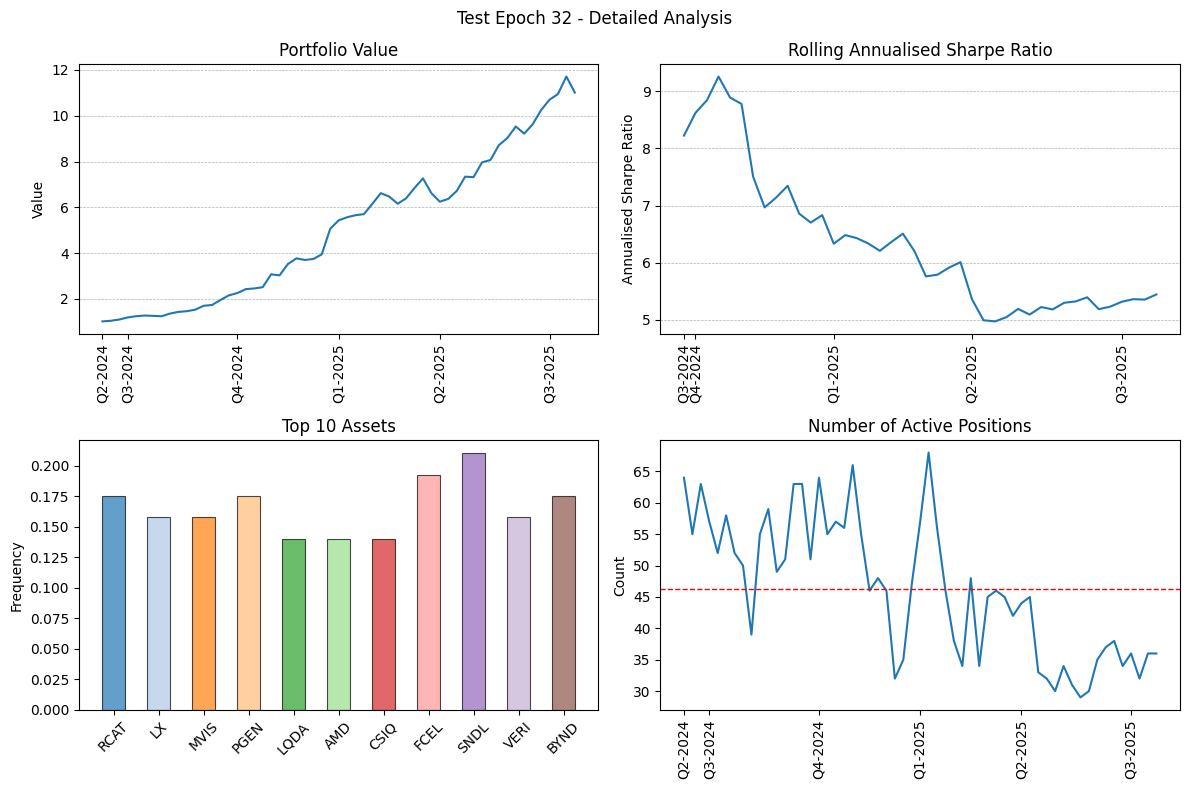 Test Epoch 32 - Detailed Analysis
Portfolio Value
Value
12
10
8
6
4
2
Q2-2024
Q3-2024
Q4-2024
Q1-2025
Q2-2025
Q3-2025
Rolling Annualised Sharpe Ratio
Annualised Sharpe Ratio
9
8
7
6
5
Q3-2024
Q4-2024
Q1-2025
Q2-2025
Q3-2025
Top 10 Assets
Frequency
0.200
0.175
0.150
0.125
0.100
0.075
0.050
0.025
0.000
RCAT
LX
MVIS
PGEN
LQDA
AMD
CSIQ
FCEL
SNDL
VERI
BYND
Number of Active Positions
Count
65
60
55
50
45
40
35
30
Q2-2024
Q3-2024
Q4-2024
Q1-2025
Q2-2025
Q3-2025